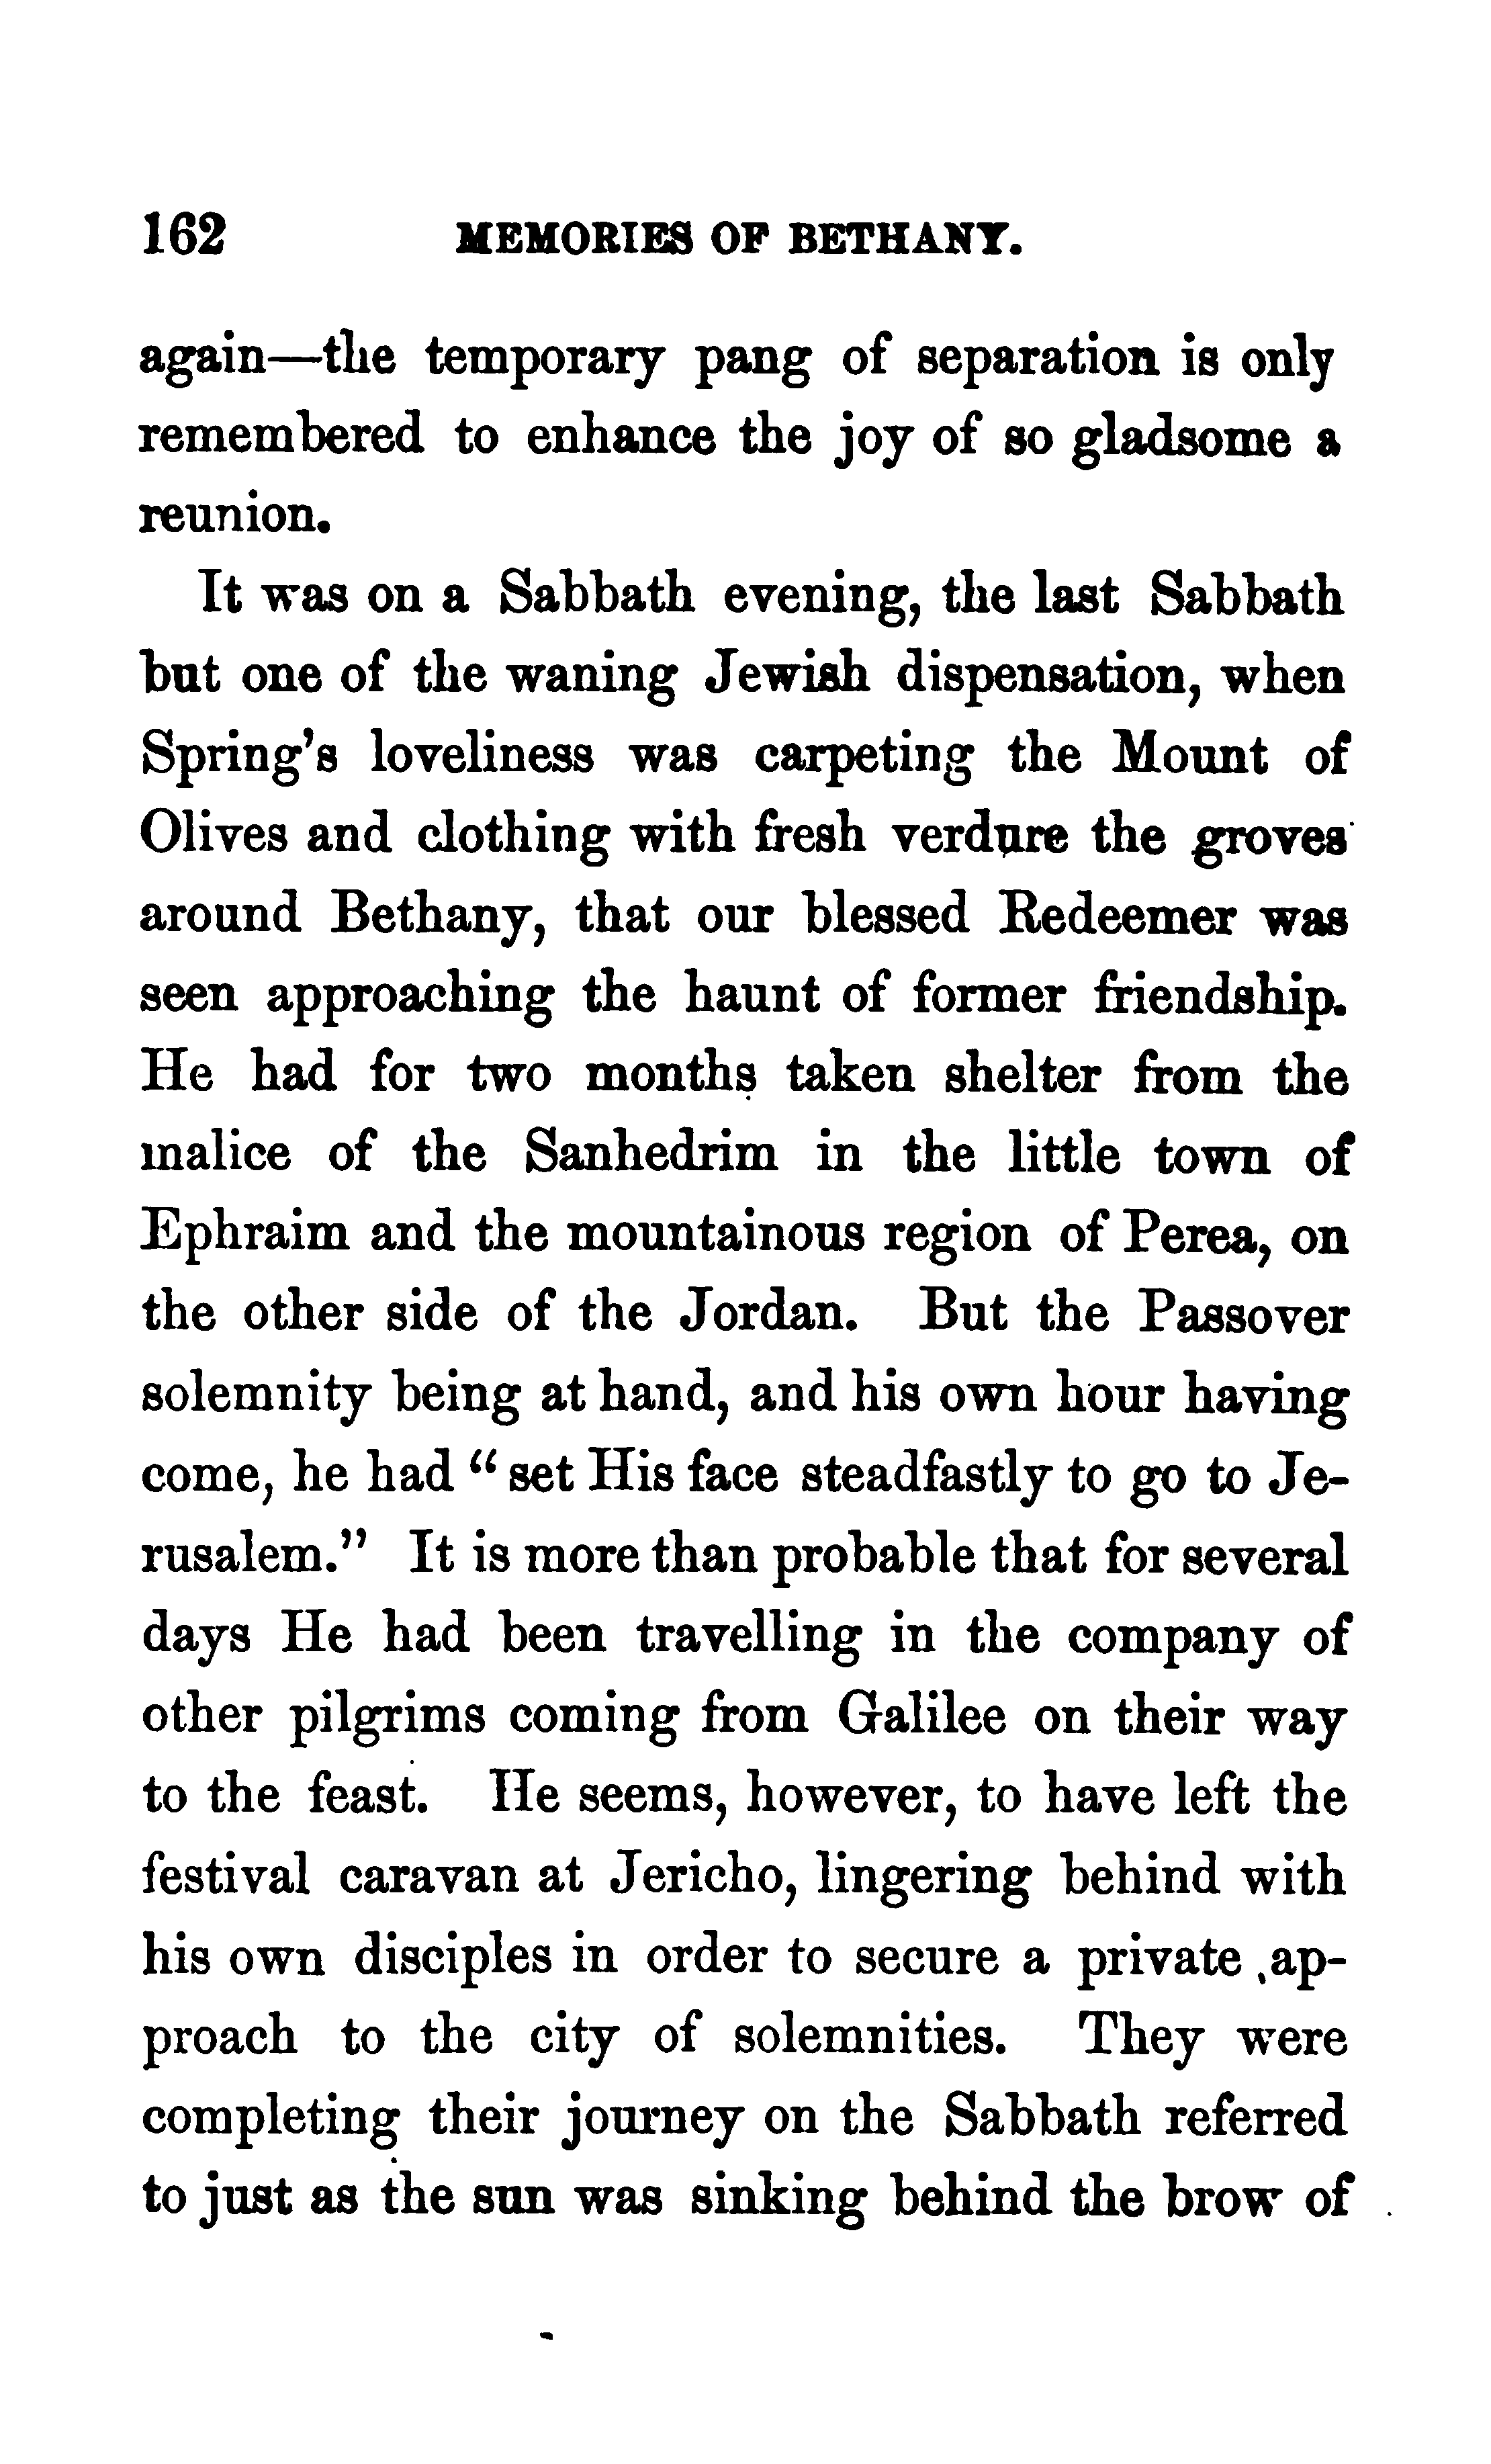 162 MEMORIES OF BETHANY.
again—the temporary pang of separation is only
remembered to enhance the joy of so gladsome a
reunion.
It was on a Sabbath evening, the last Sabbath
but one of the waning Jewish dispensation, when
Spring's loveliness was carpeting the Mount of
Olives and clothing with fresh verdure the groves
around Bethany, that our blessed Redeemer was
seen approaching the haunt of former friendship.
He had for two months taken shelter from the
malice of the Sanhedrim in the little town of
Ephraim and the mountainous region of Perea, on
the other side of the Jordan. But the Passover
solemnity being at hand, and his own hour having
come, he had "set His face steadfastly to go to Je-
rusalem." It is more than probable that for several
days He had been travelling in the company of
other pilgrims coming from Galilee on their way
to the feast. He seems, however, to have left the
festival caravan at Jericho, lingering behind with
his own disciples in order to secure a private ap-
proach to the city of solemnities. They were
completing their journey on the Sabbath referred
to just as the sun was sinking behind the brow of